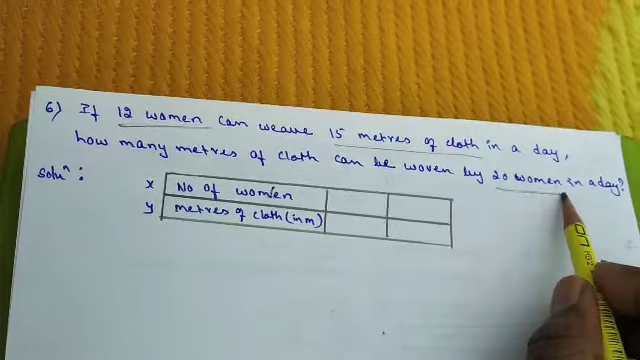 6) If 12 women can weave 15 metres of cloth in a day,
how many metres of cloth can be woven by 20 women in a day?
Soluⁿ :
x No of women
y metres of cloth (in m)